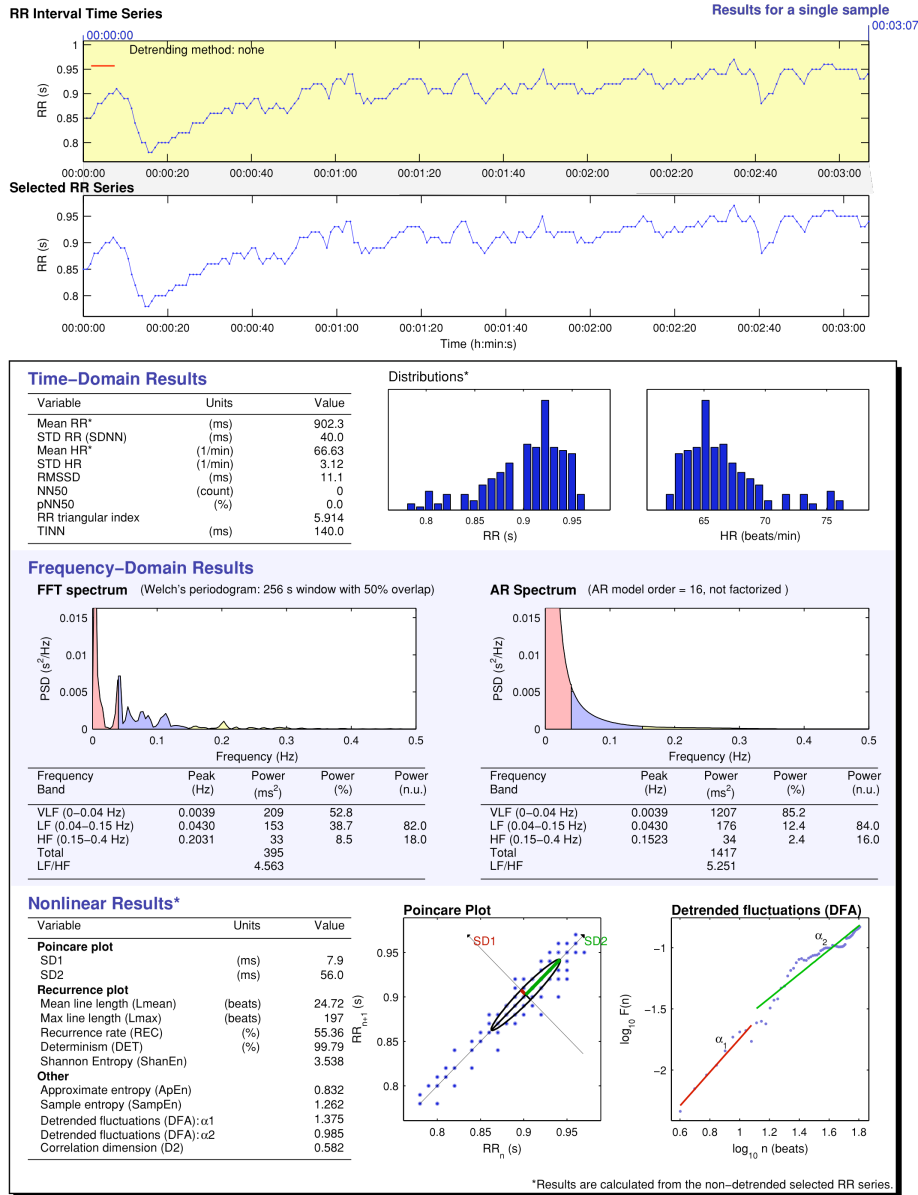 RR Interval Time Series
Results for a single sample
00:00:00
00:03:07
Detrending method: none
1
0.95
0.9
0.85
0.8
RR (s)
00:00:00 00:00:20 00:00:40 00:01:00 00:01:20 00:01:40 00:02:00 00:02:20 00:02:40 00:03:00
Selected RR Series
0.95
0.9
0.85
0.8
RR (s)
00:00:00 00:00:20 00:01:00 00:01:20 00:01:40 00:02:00 00:02:20 00:02:40 00:03:00
Time (h:min:s)
Time−Domain Results
Variable Units Value
Mean RR* (ms) 902.3
STD RR (SDNN) (ms) 40.0
Mean HR* (1/min) 66.63
STD HR (1/min) 3.12
RMSSD (ms) 11.1
NN50 (count) 0
pNN50 (%) 0.0
RR triangular index 5.914
TINN (ms) 140.0
Distributions*
0.8 0.85 0.9 0.95
RR (s)
65 70 75
HR (beats/min)
Frequency−Domain Results
FFT spectrum (Welch's periodogram: 256 s window with 50% overlap)
0.015
0.01
0.005
0
PSD (s²/Hz)
0 0.1 0.2 0.3 0.4 0.5
Frequency (Hz)
Frequency Peak Power Power Power
Band (Hz) (ms²) (%) (n.u.)
VLF (0−0.04 Hz) 0.0039 209 52.8
LF (0.04−0.15 Hz) 0.0430 153 38.7 82.0
HF (0.15−0.4 Hz) 0.2031 33 8.5 18.0
Total 395
LF/HF 4.563
AR Spectrum (AR model order = 16, not factorized )
0.015
0.01
0.005
0
PSD (s²/Hz)
0 0.1 0.2 0.3 0.4 0.5
Frequency (Hz)
Frequency Peak Power Power Power
Band (Hz) (ms²) (%) (n.u.)
VLF (0−0.04 Hz) 0.0039 1207 85.2
LF (0.04−0.15 Hz) 0.0430 176 12.4 84.0
HF (0.15−0.4 Hz) 0.1523 34 2.4 16.0
Total 1417
LF/HF 5.251
Nonlinear Results*
Variable Units Value
Poincare plot
SD1 (ms) 7.9
SD2 (ms) 56.0
Recurrence plot
Mean line length (Lmean) (beats) 24.72
Max line length (Lmax) (beats) 197
Recurrence rate (REC) (%) 55.36
Determinism (DET) (%) 99.79
Shannon Entropy (ShanEn) 3.538
Other
Approximate entropy (ApEn) 0.832
Sample entropy (SampEn) 1.262
Detrended fluctuations (DFA): α1 1.375
Detrended fluctuations (DFA): α2 0.985
Correlation dimension (D2) 0.582
Poincare Plot
SD1 SD2
0.95
0.9
0.85
0.8
RRₙ₊₁ (s)
0.8 0.85 0.9 0.95
RRₙ (s)
Detrended fluctuations (DFA)
α₂
α₁
−1
−1.5
−2
log₁₀ F(n)
0.6 0.8 1 1.2 1.4 1.6 1.8
log₁₀ n (beats)
*Results are calculated from the non−detrended selected RR series.